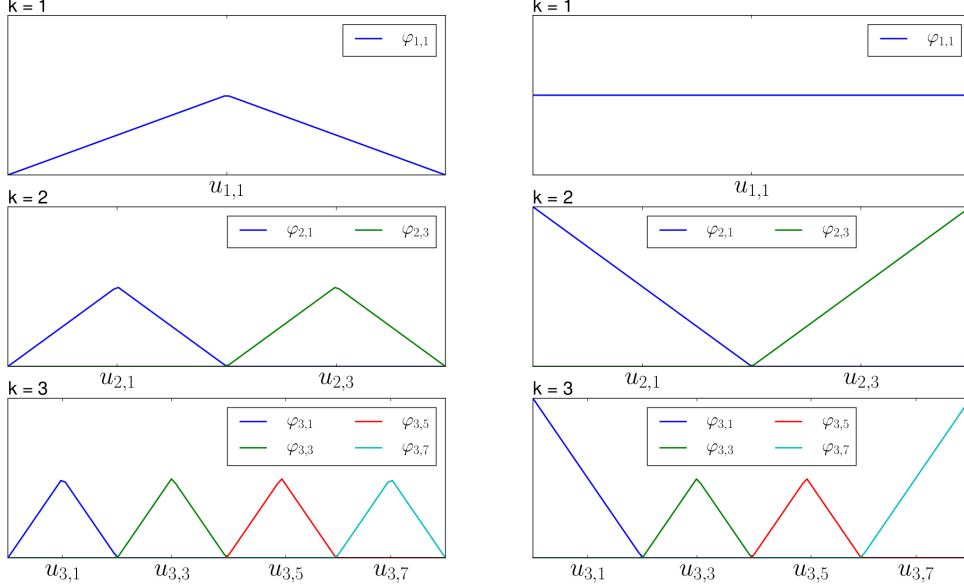 k = 1
φ1,1
u1,1
k = 1
φ1,1
u1,1
k = 2
φ2,1 φ2,3
u2,1 u2,3
k = 2
φ2,1 φ2,3
u2,1 u2,3
k = 3
φ3,1 φ3,5
φ3,3 φ3,7
u3,1 u3,3 u3,5 u3,7
k = 3
φ3,1 φ3,5
φ3,3 φ3,7
u3,1 u3,3 u3,5 u3,7